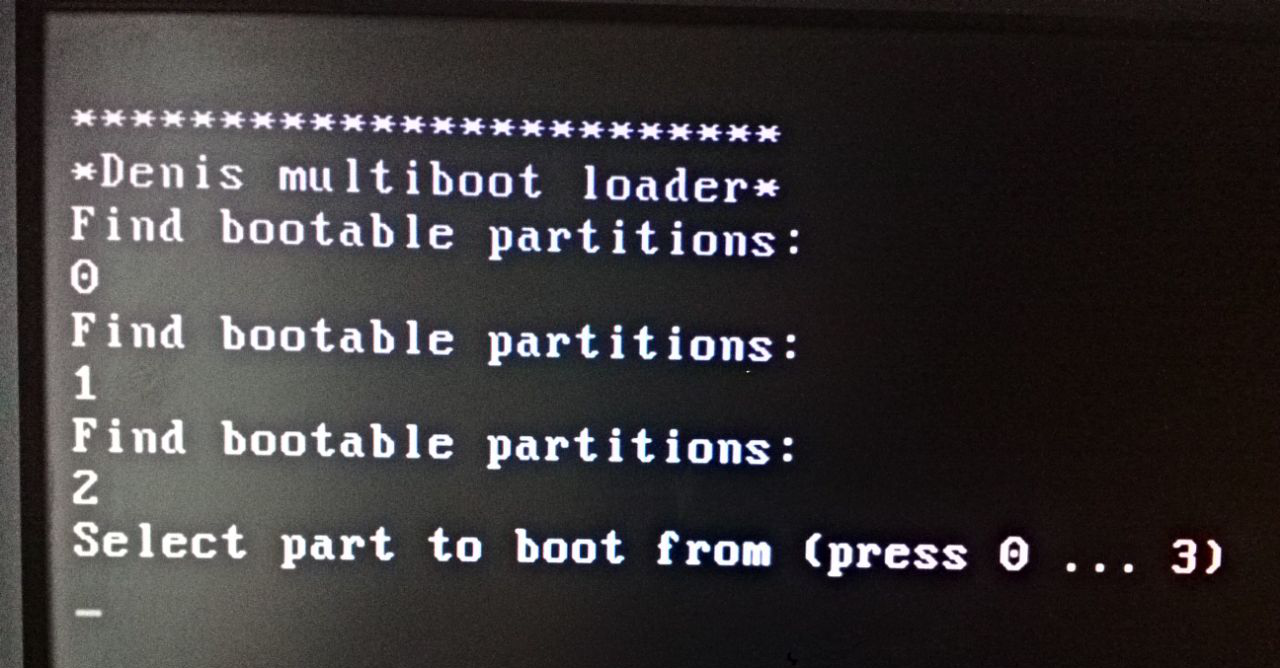 ************************
*Denis multiboot loader*
Find bootable partitions:
0
Find bootable partitions:
1
Find bootable partitions:
2
Select part to boot from (press 0 ... 3)
_